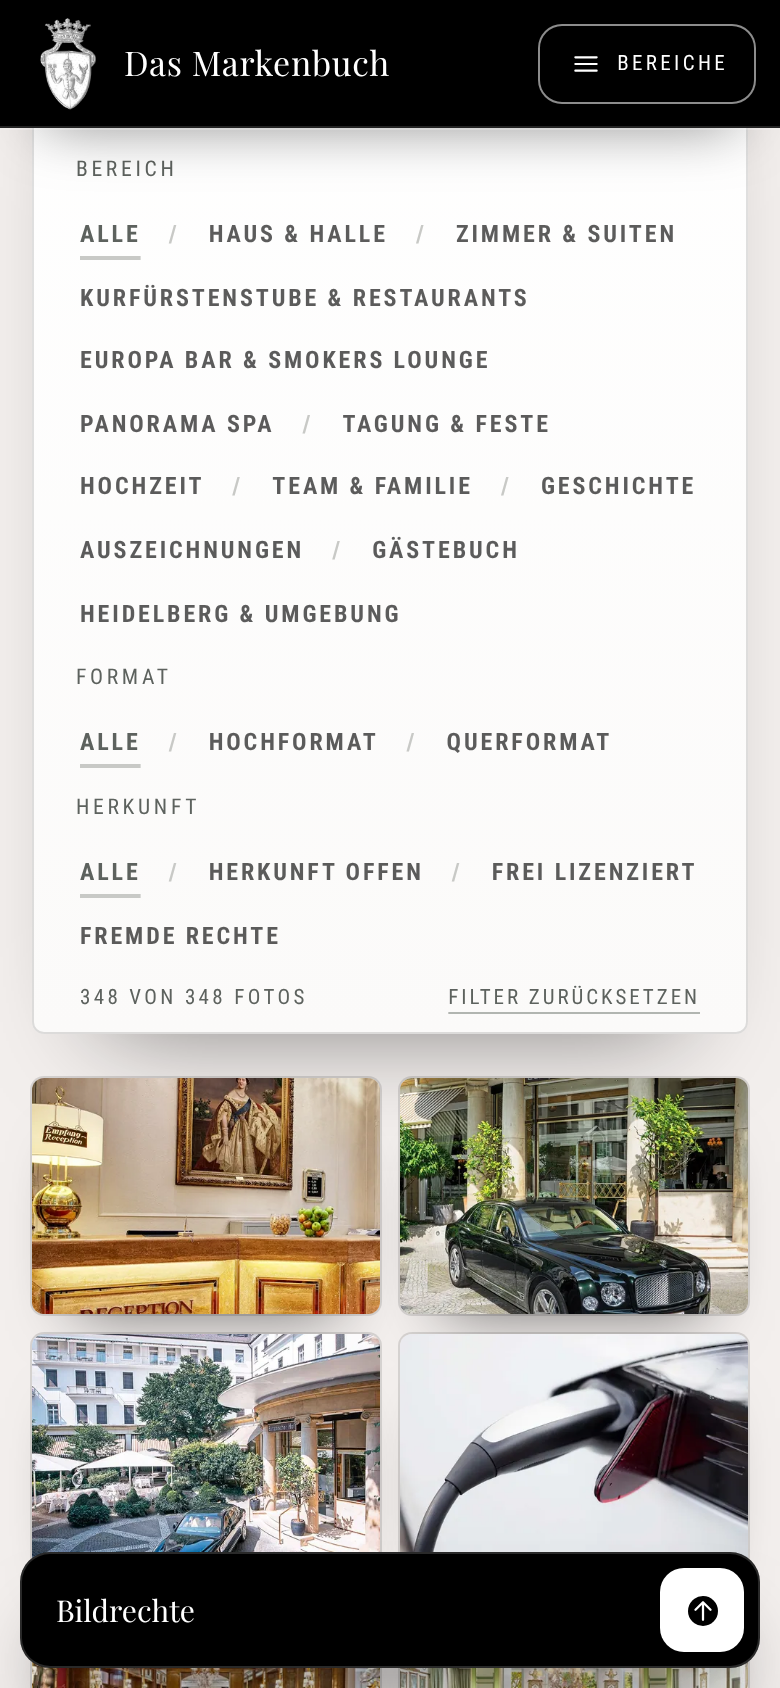 Das Markenbuch
BEREICHE
BEREICH
ALLE / HAUS & HALLE / ZIMMER & SUITEN
KURFÜRSTENSTUBE & RESTAURANTS
EUROPA BAR & SMOKERS LOUNGE
PANORAMA SPA / TAGUNG & FESTE
HOCHZEIT / TEAM & FAMILIE / GESCHICHTE
AUSZEICHNUNGEN / GÄSTEBUCH
HEIDELBERG & UMGEBUNG
FORMAT
ALLE / HOCHFORMAT / QUERFORMAT
HERKUNFT
ALLE / HERKUNFT OFFEN / FREI LIZENZIERT
FREMDE RECHTE
348 VON 348 FOTOS
FILTER ZURÜCKSETZEN
Empfang
Reception
RECEPTION
Bildrechte